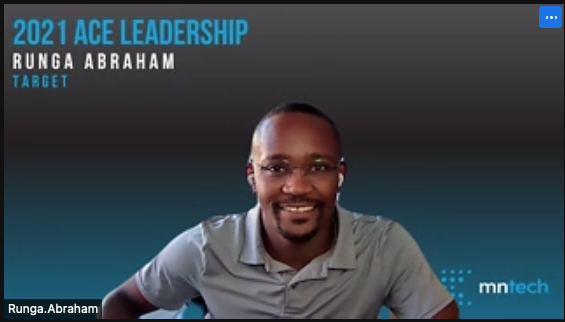 2021 ACE LEADERSHIP
RUNGA ABRAHAM
TARGET
mntech
Runga.Abraham